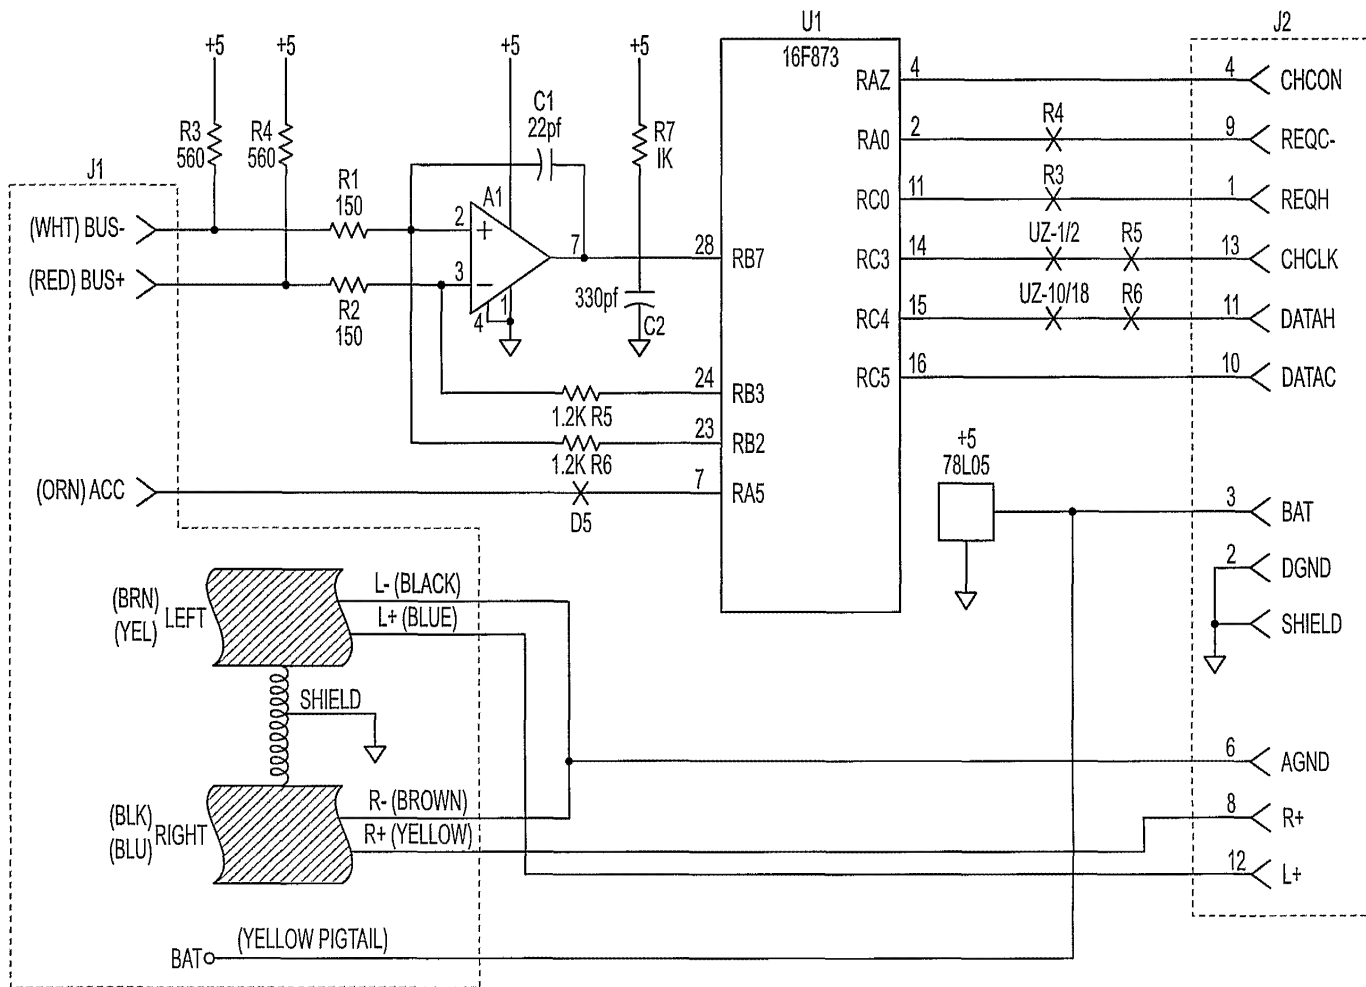 U1
16F873
J2
+5
+5
+5
+5
R3
560
R4
560
C1
22pf
R7
IK
J1
R1
150
A1
(WHT) BUS-
2
+
7
(RED) BUS+
3
−
R2
150
4
1
330pf
C2
28
RB7
24
RB3
1.2K R5
23
RB2
1.2K R6
(ORN) ACC
7
RA5
D5
RAZ
4
4
CHCON
RA0
2
R4
9
REQC-
RC0
11
R3
1
REQH
RC3
14
UZ-1/2
R5
13
CHCLK
RC4
15
UZ-10/18
R6
11
DATAH
RC5
16
10
DATAC
+5
78L05
3
BAT
2
DGND
SHIELD
(BRN)
(YEL)
LEFT
L- (BLACK)
L+ (BLUE)
SHIELD
6
AGND
(BLK)
(BLU)
RIGHT
R- (BROWN)
R+ (YELLOW)
8
R+
12
L+
BAT
(YELLOW PIGTAIL)